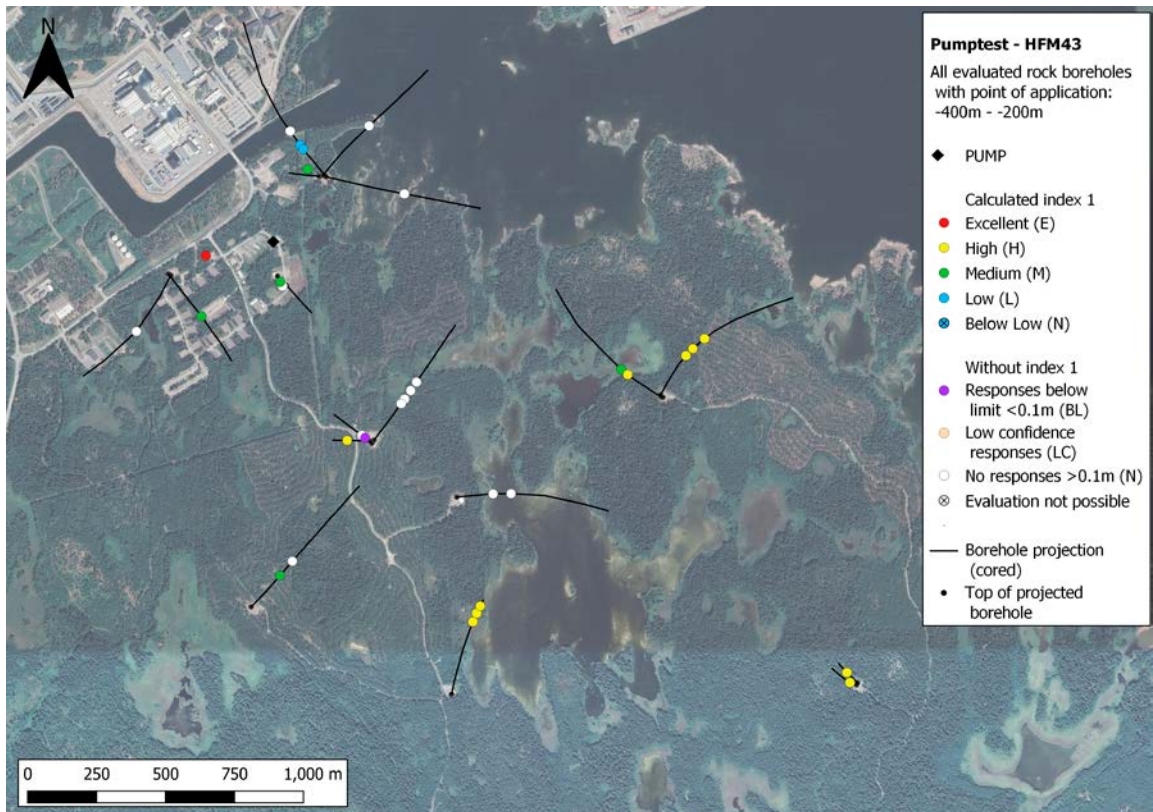 N
Pumptest - HFM43
All evaluated rock boreholes
with point of application:
-400m - -200m
PUMP
Calculated index 1
Excellent (E)
High (H)
Medium (M)
Low (L)
Below Low (N)
Without index 1
Responses below
limit <0.1m (BL)
Low confidence
responses (LC)
No responses >0.1m (N)
Evaluation not possible
Borehole projection
(cored)
Top of projected
borehole
0 250 500 750 1,000 m